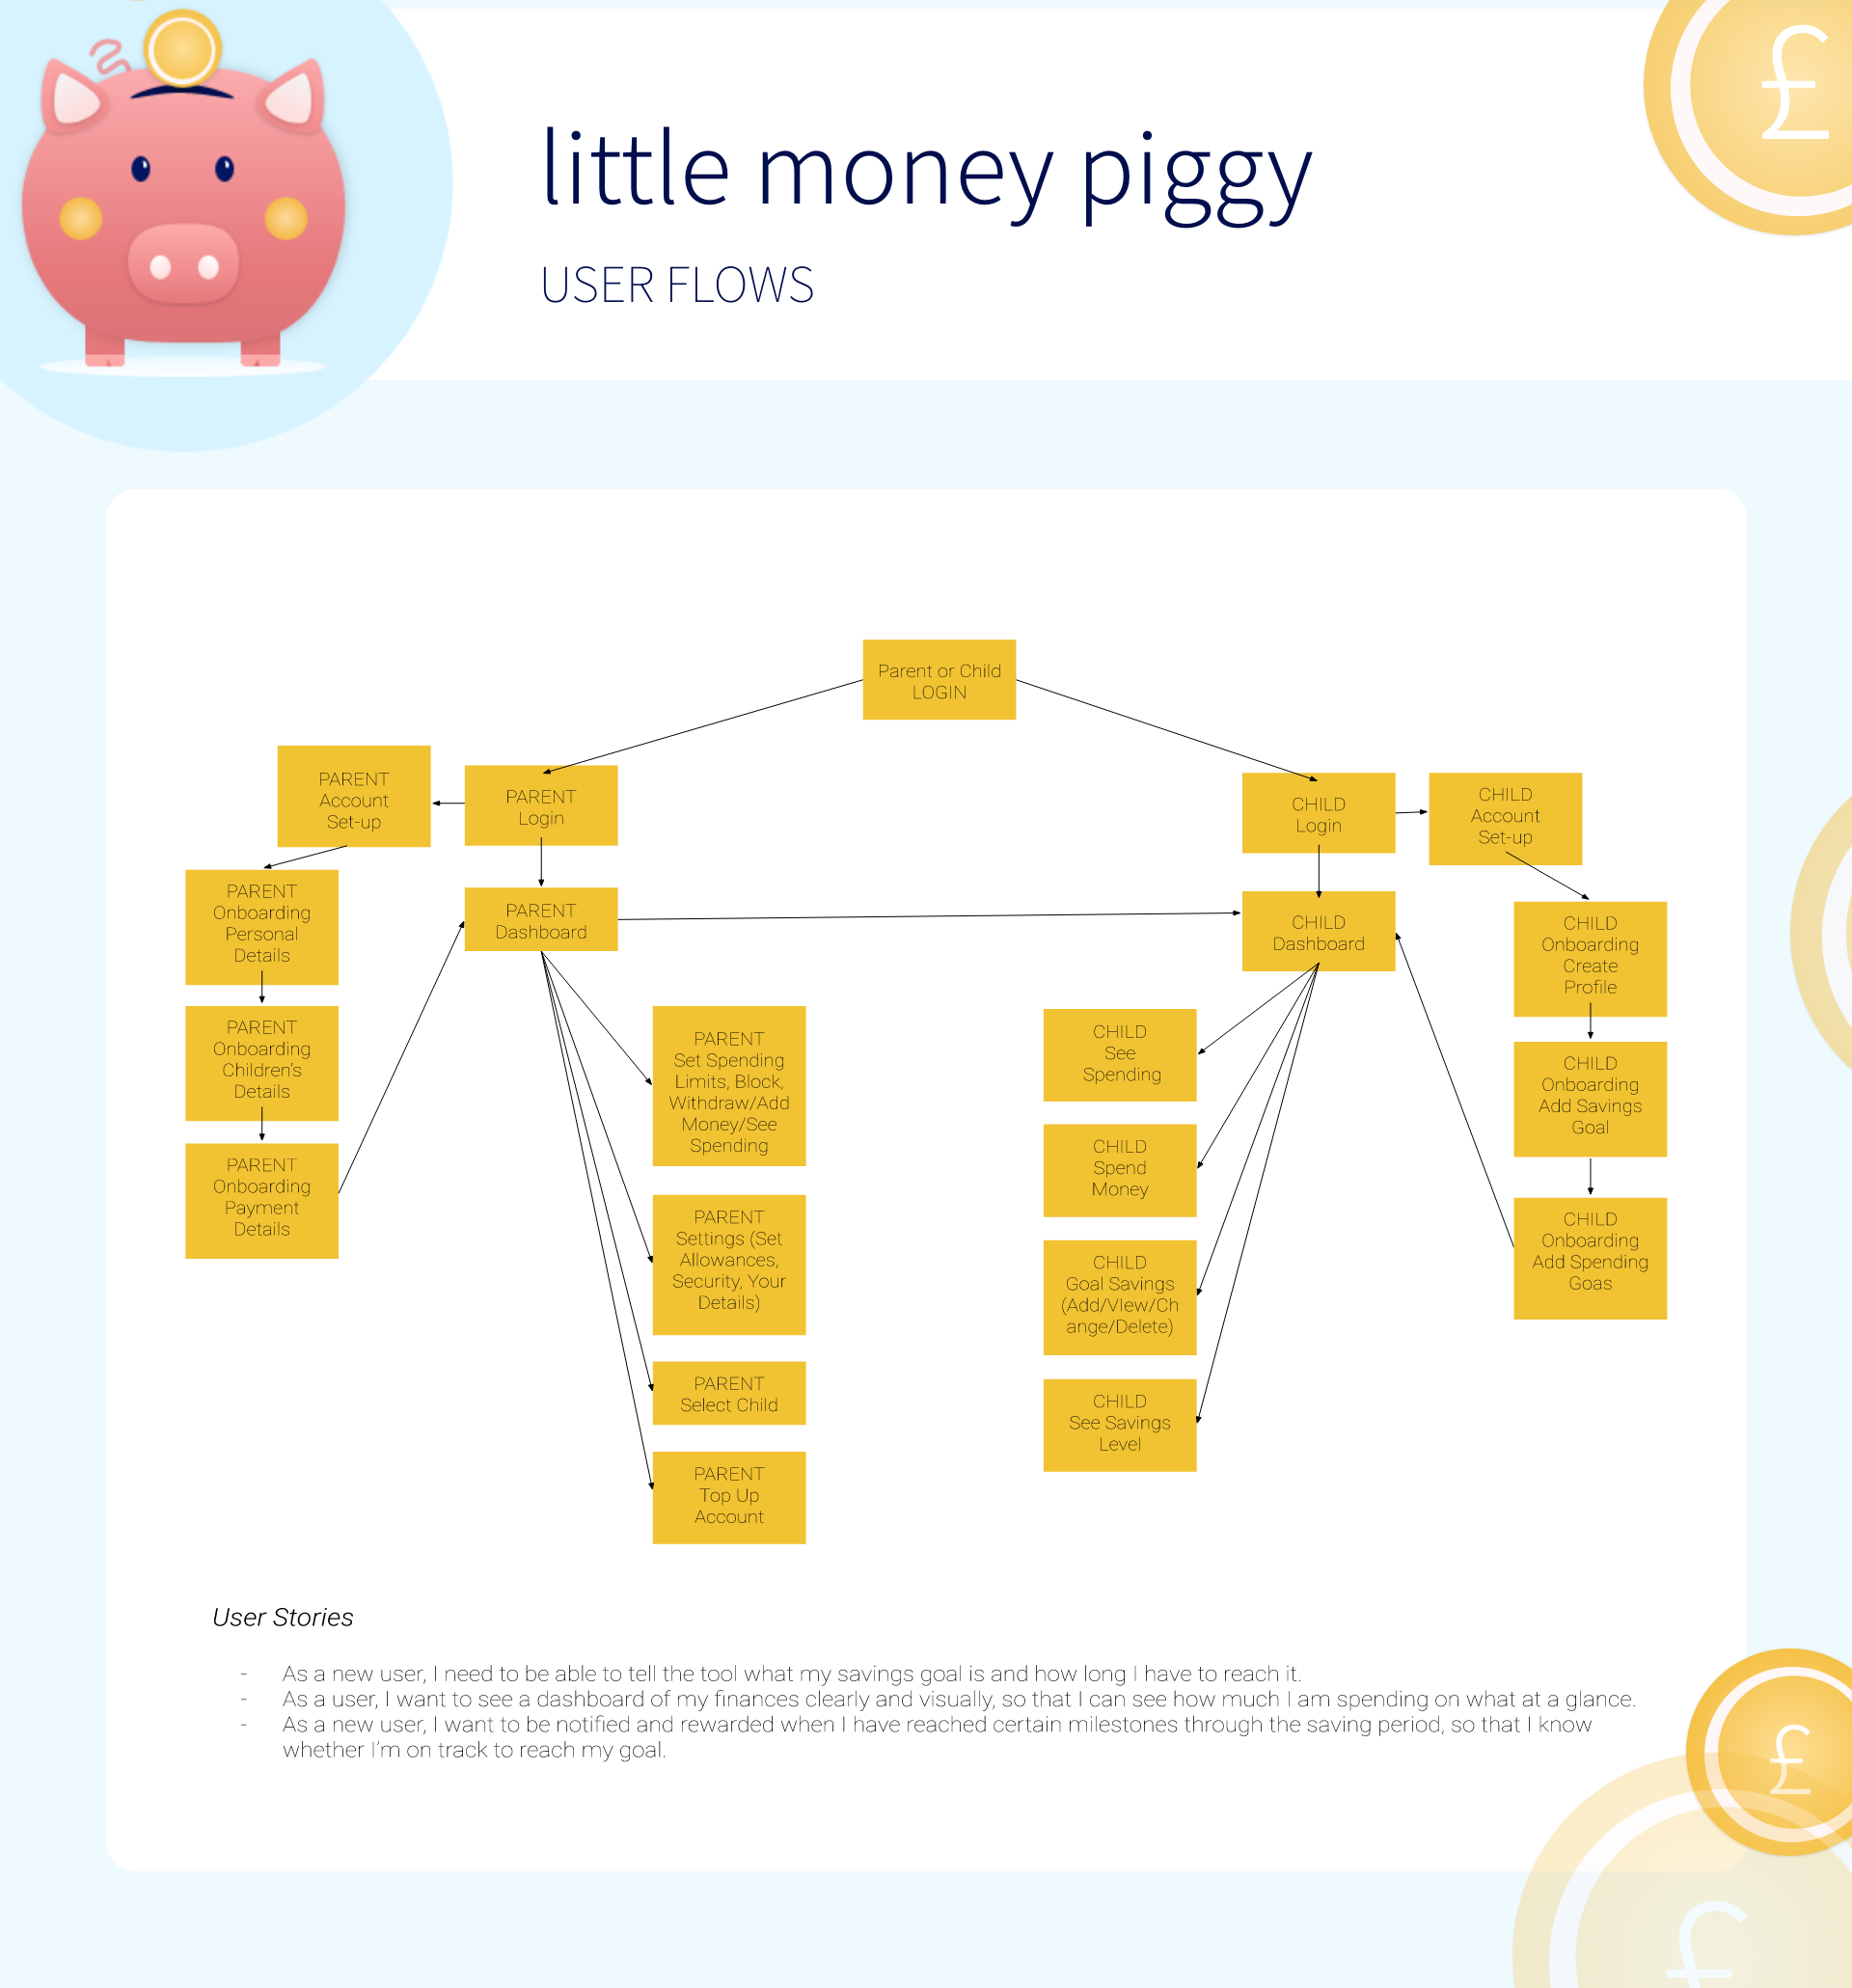 £
little money piggy
USER FLOWS
Parent or Child
LOGIN
PARENT
Account
Set-up
PARENT
Login
CHILD
Login
CHILD
Account
Set-up
PARENT
Onboarding
Personal
Details
PARENT
Dashboard
CHILD
Dashboard
CHILD
Onboarding
Create
Profile
PARENT
Onboarding
Children's
Details
PARENT
Set Spending
Limits, Block,
Withdraw/Add
Money/See
Spending
CHILD
See
Spending
CHILD
Onboarding
Add Savings
Goal
PARENT
Onboarding
Payment
Details
PARENT
Settings (Set
Allowances,
Security, Your
Details)
CHILD
Spend
Money
CHILD
Onboarding
Add Spending
Goas
CHILD
Goal Savings
(Add/VIew/Ch
ange/Delete)
PARENT
Select Child
CHILD
See Savings
Level
PARENT
Top Up
Account
User Stories
- As a new user, I need to be able to tell the tool what my savings goal is and how long I have to reach it.
- As a user, I want to see a dashboard of my finances clearly and visually, so that I can see how much I am spending on what at a glance.
- As a new user, I want to be notified and rewarded when I have reached certain milestones through the saving period, so that I know
whether I'm on track to reach my goal.
£
£